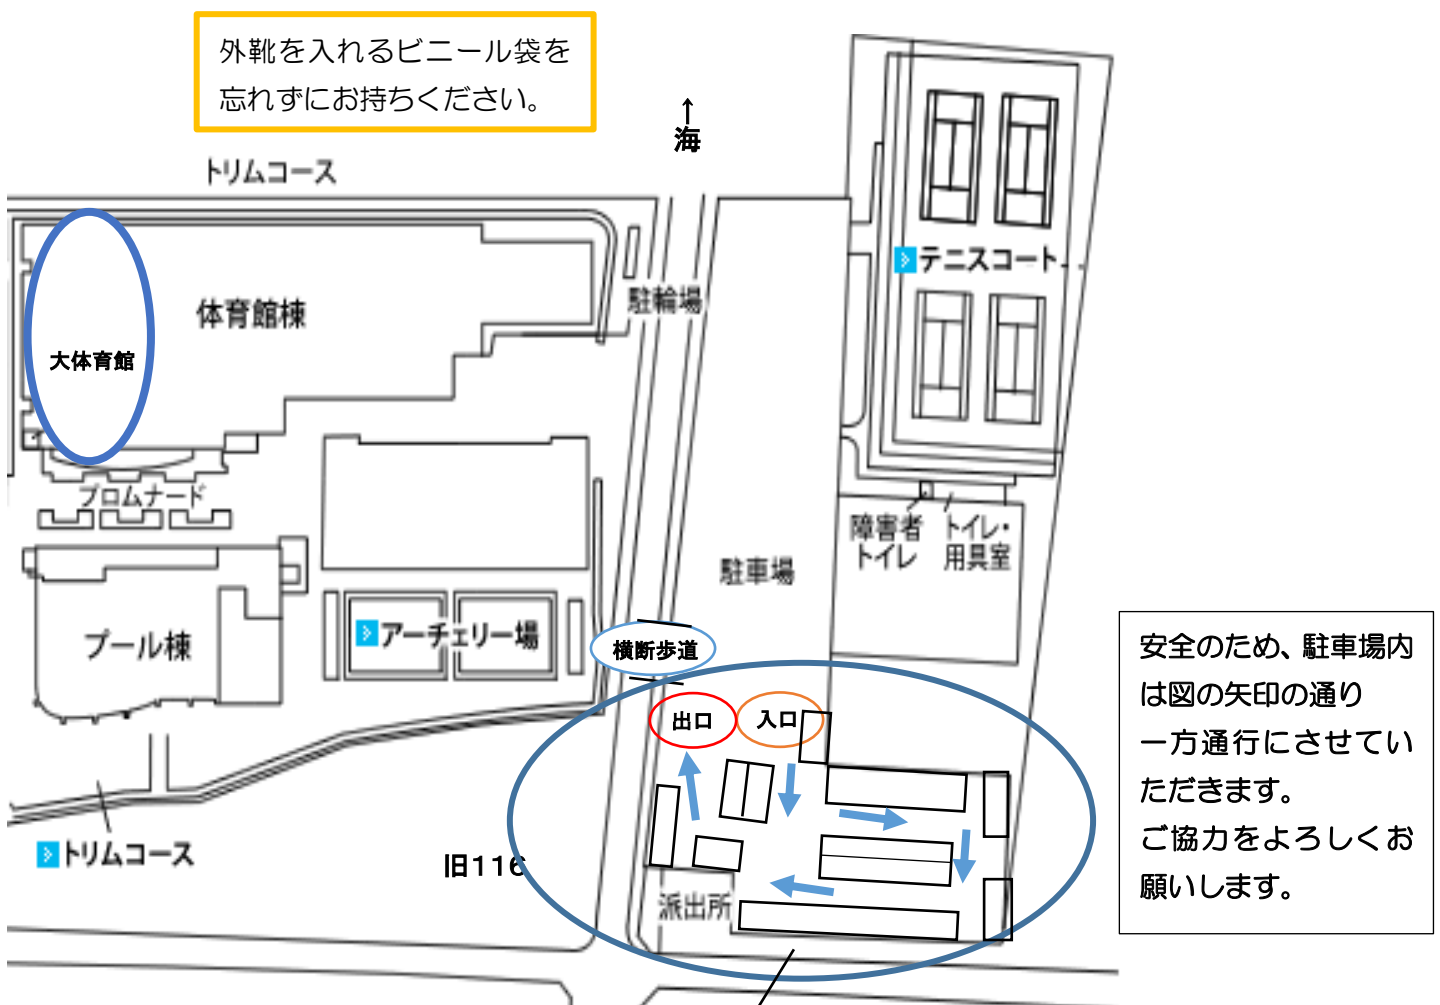 外靴を入れるビニール袋を
忘れずにお持ちください。
↑
海
トリムコース
テニスコート
駐輪場
体育館棟
大体育館
プロムナード
障害者
トイレ
トイレ・
用具室
駐車場
アーチェリー場
プール棟
横断歩道
安全のため、駐車場内
は図の矢印の通り
一方通行にさせてい
ただきます。
ご協力をよろしくお
願いします。
出口
入口
トリムコース
旧116
派出所